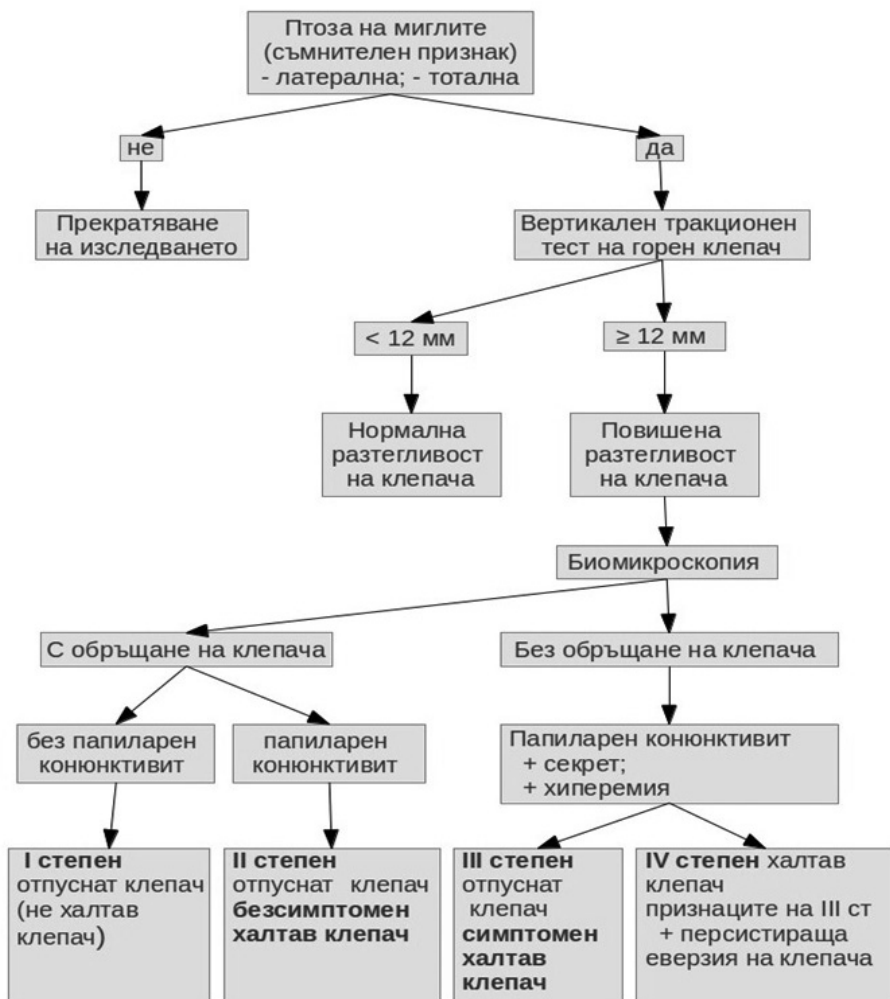 Птоза на миглите
(съмнителен признак)
- латерална; - тотална
не
да
Прекратяване
на изследването
Вертикален тракционен
тест на горен клепач
< 12 мм
≥ 12 мм
Нормална
разтегливост
на клепача
Повишена
разтегливост
на клепача
Биомикроскопия
С обръщане на клепача
Без обръщане на клепача
без папиларен
конюнктивит
папиларен
конюнктивит
Папиларен конюнктивит
+ секрет;
+ хиперемия
I степен
отпуснат клепач
(не халтав
клепач)
II степен
отпуснат клепач
безсимптомен
халтав клепач
III степен
отпуснат
клепач
симптомен
халтав
клепач
IV степен халтав
клепач
признаците на III ст
+ персистираща
еверзия на клепача